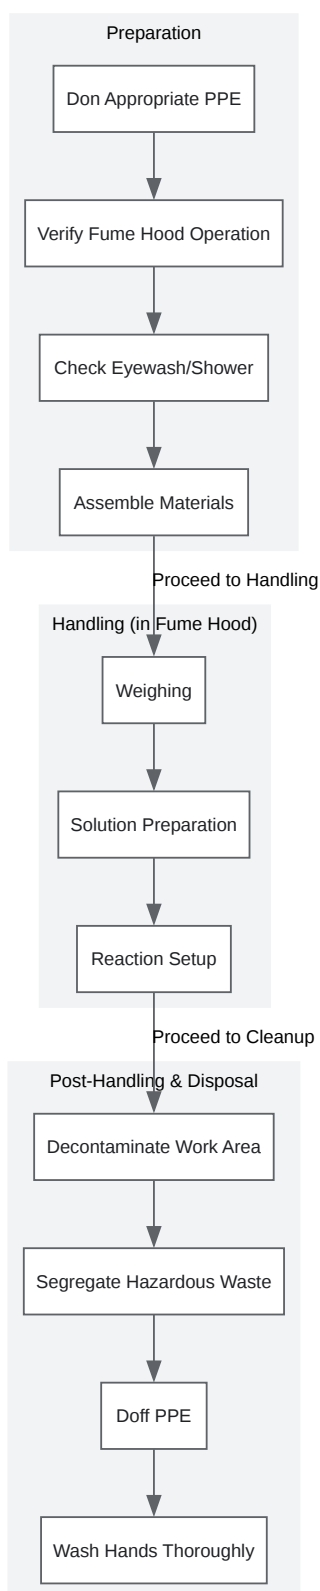 Preparation
Don Appropriate PPE
Verify Fume Hood Operation
Check Eyewash/Shower
Assemble Materials
Proceed to Handling
Handling (in Fume Hood)
Weighing
Solution Preparation
Reaction Setup
Proceed to Cleanup
Post-Handling & Disposal
Decontaminate Work Area
Segregate Hazardous Waste
Doff PPE
Wash Hands Thoroughly